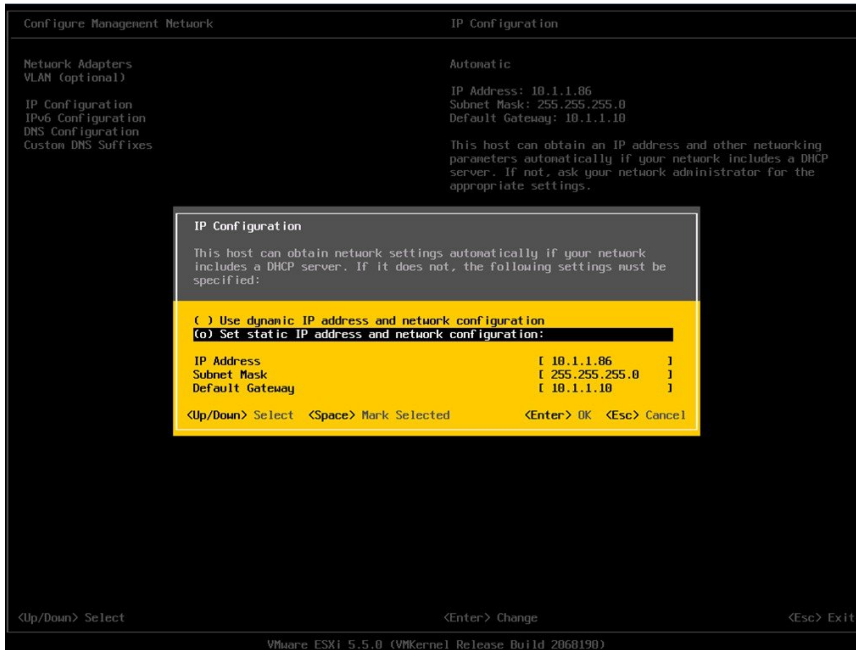 Configure Management Network
IP Configuration
Network Adapters
VLAN (optional)
IP Configuration
IPv6 Configuration
DNS Configuration
Custom DNS Suffixes
Automatic
IP Address: 10.1.1.86
Subnet Mask: 255.255.255.0
Default Gateway: 10.1.1.10
This host can obtain an IP address and other networking
parameters automatically if your network includes a DHCP
server. If not, ask your network administrator for the
appropriate settings.
IP Configuration
This host can obtain network settings automatically if your network
includes a DHCP server. If it does not, the following settings must be
specified:
( ) Use dynamic IP address and network configuration
(o) Set static IP address and network configuration:
IP Address [ 10.1.1.86 ]
Subnet Mask [ 255.255.255.0 ]
Default Gateway [ 10.1.1.10 ]
<Up/Down> Select <Space> Mark Selected <Enter> OK <Esc> Cancel
<Up/Down> Select <Enter> Change <Esc> Exit
VMware ESXi 5.5.0 (VMKernel Release Build 2068190)